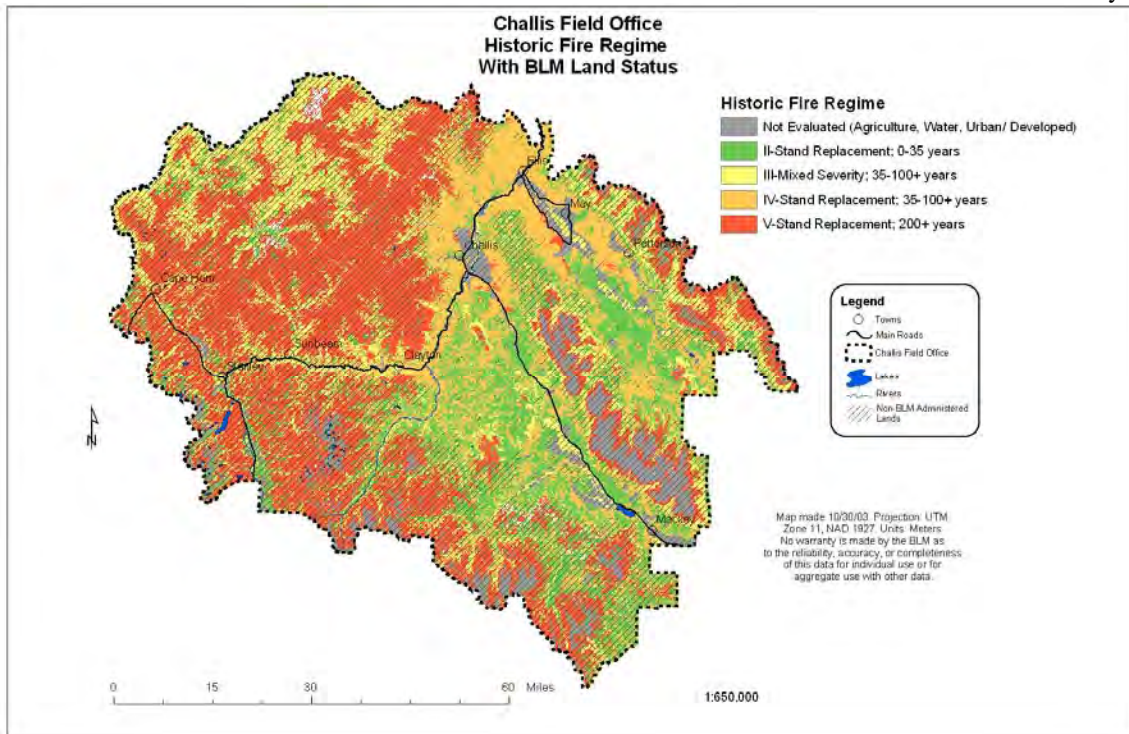 Challis Field Office
Historic Fire Regime
With BLM Land Status
Historic Fire Regime
Not Evaluated (Agriculture, Water, Urban/ Developed)
II-Stand Replacement; 0-35 years
III-Mixed Severity; 35-100+ years
IV-Stand Replacement; 35-100+ years
V-Stand Replacement; 200+ years
Ellis
May
Patterson
Challis
Cape Horn
Sunbeam
Clayton
Stanley
Mackay
Legend
Towns
Main Roads
Challis Field Office
Lakes
Rivers
Non-BLM Administered
Lands
N
Map made 10/30/03. Projection: UTM
Zone 11, NAD 1927. Units: Meters
No warranty is made by the BLM as
to the reliability, accuracy, or completeness
of this data for individual use or for
aggregate use with other data.
0 15 30 60 Miles
1:650,000